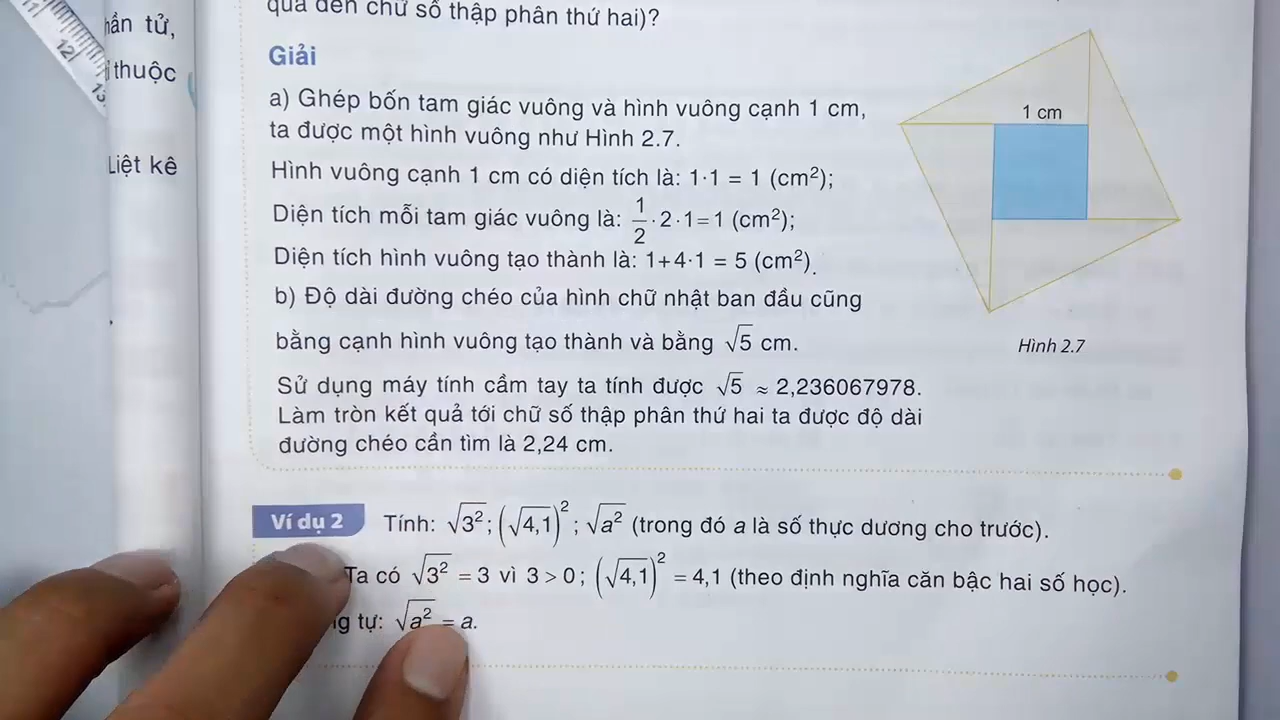 quả đến chữ số thập phân thứ hai)?
tử,
thuộc
Liệt kê
11
12
13
Giải
a) Ghép bốn tam giác vuông và hình vuông cạnh 1 cm,
ta được một hình vuông như Hình 2.7.
Hình vuông cạnh 1 cm có diện tích là: 1·1 = 1 (cm²);
Diện tích mỗi tam giác vuông là: 1/2·2·1=1 (cm²);
Diện tích hình vuông tạo thành là: 1+4·1 = 5 (cm²).
b) Độ dài đường chéo của hình chữ nhật ban đầu cũng
bằng cạnh hình vuông tạo thành và bằng √5 cm.
Sử dụng máy tính cầm tay ta tính được √5 ≈ 2,236067978.
Làm tròn kết quả tới chữ số thập phân thứ hai ta được độ dài
đường chéo cần tìm là 2,24 cm.
1 cm
Hình 2.7
Ví dụ 2 Tính: √3²; (√4,1)²; √a² (trong đó a là số thực dương cho trước).
Ta có √3² = 3 vì 3 > 0; (√4,1)² = 4,1 (theo định nghĩa căn bậc hai số học).
tự: √a² = a.